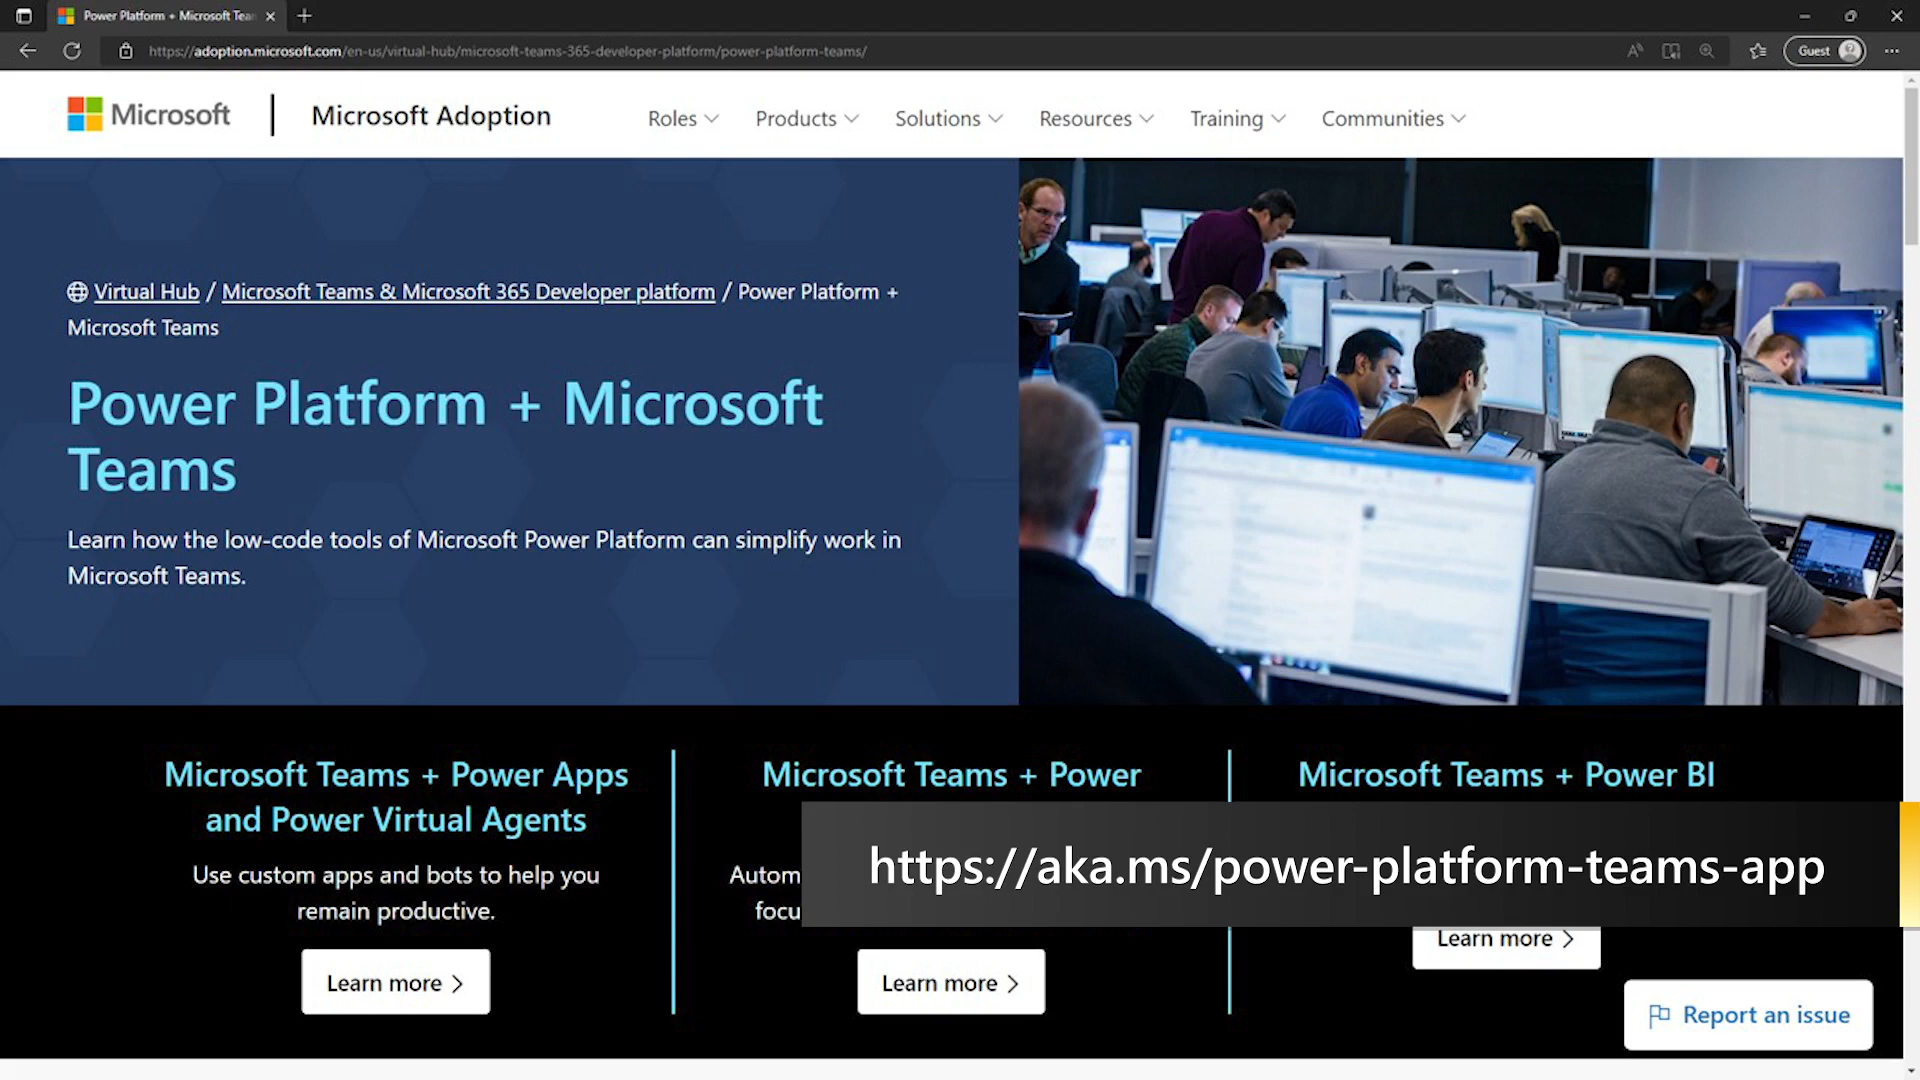 Power Platform + Microsoft Tea
https://adoption.microsoft.com/en-us/virtual-hub/microsoft-teams-365-developer-platform/power-platform-teams/
Guest
Microsoft
Microsoft Adoption
Roles
Products
Solutions
Resources
Training
Communities
Virtual Hub / Microsoft Teams & Microsoft 365 Developer platform / Power Platform +
Microsoft Teams
Power Platform + Microsoft
Teams
Learn how the low-code tools of Microsoft Power Platform can simplify work in
Microsoft Teams.
Microsoft Teams + Power Apps
and Power Virtual Agents
Use custom apps and bots to help you
remain productive.
Learn more
Microsoft Teams + Power
Autom
focu
Learn more
Microsoft Teams + Power BI
Learn more
https://aka.ms/power-platform-teams-app
Report an issue